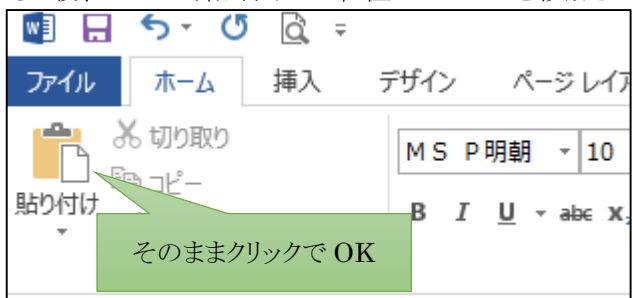 ファイル ホーム 挿入 デザイン ページ レイア
切り取り
ＭＳ Ｐ明朝 10
コピー
貼り付け
B I U abc x
そのままクリックで OK